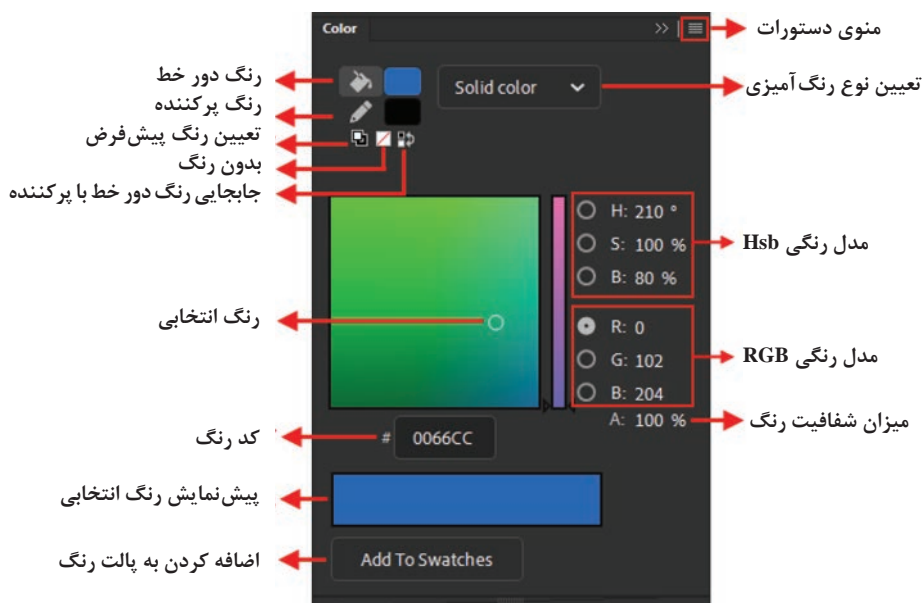 Color
منوی دستورات
رنگ دور خط
Solid color
تعیین نوع رنگ‌آمیزی
رنگ پرکننده
تعیین رنگ پیش‌فرض
بدون رنگ
جابجایی رنگ دور خط با پرکننده
H: 210 °
S: 100 %
B: 80 %
مدل رنگی Hsb
رنگ انتخابی
R: 0
G: 102
B: 204
مدل رنگی RGB
A: 100 %
میزان شفافیت رنگ
کد رنگ
# 0066CC
پیش‌نمایش رنگ انتخابی
اضافه کردن به پالت رنگ
Add To Swatches